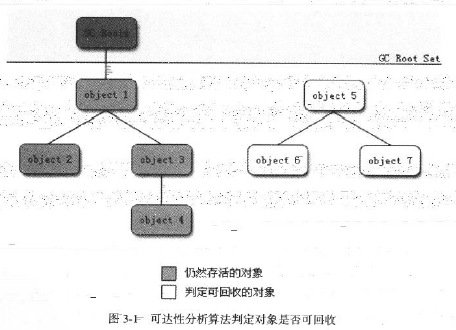 GC Roots
GC Root Set
object 1
object 5
object 2
object 3
object 6
object 7
object 4
仍然存活的对象
判定可回收的对象
图 3-1 可达性分析算法判定对象是否可回收